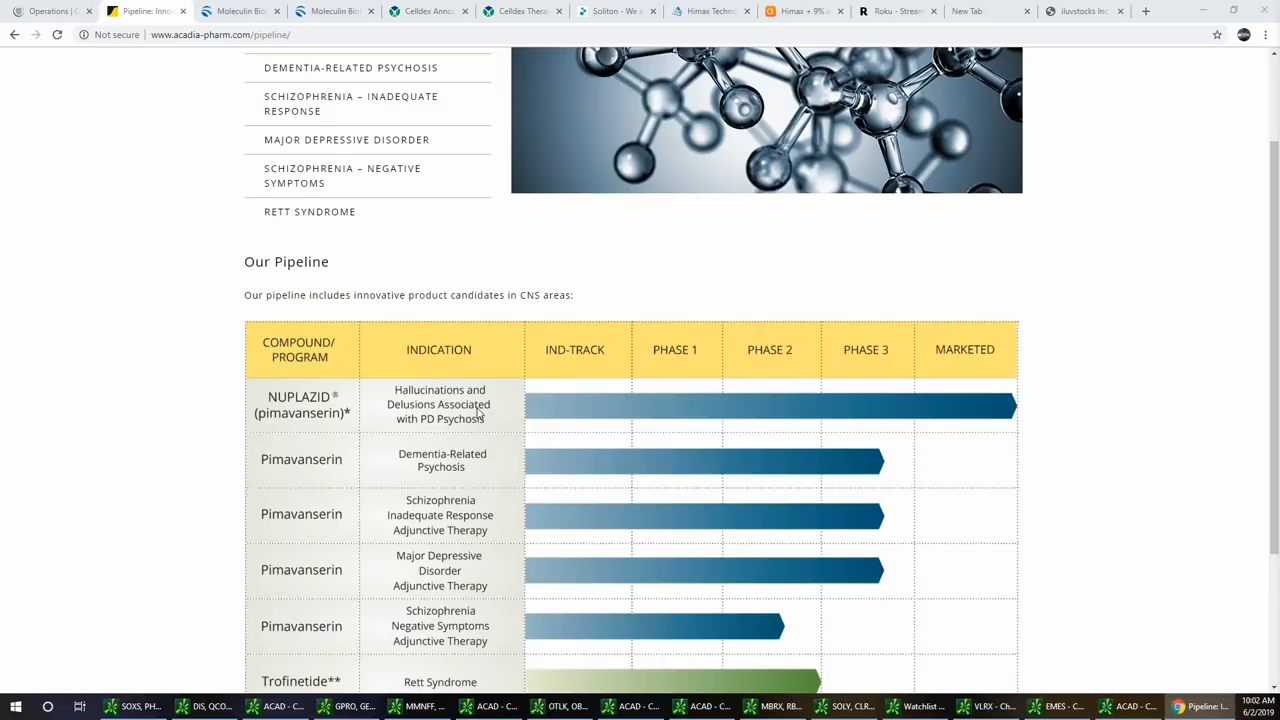 Operations | C
Pipeline: Innov
Moleculin Biot
Moleculin Biot
Celldex Annou
Celldex Therap
Soliton - We a
Himax Techno
Himax + 9% a
Roku - Stream
New Tab
iluvstocks Inc
Not secure | www.acadia-pharm.com/pipeline/
DEMENTIA-RELATED PSYCHOSIS
SCHIZOPHRENIA – INADEQUATE
RESPONSE
MAJOR DEPRESSIVE DISORDER
SCHIZOPHRENIA – NEGATIVE
SYMPTOMS
RETT SYNDROME
Our Pipeline
Our pipeline includes innovative product candidates in CNS areas:
COMPOUND/
PROGRAM
INDICATION
IND-TRACK
PHASE 1
PHASE 2
PHASE 3
MARKETED
NUPLAZID ®
(pimavanserin)*
Hallucinations and
Delusions Associated
with PD Psychosis
Pimavanserin
Dementia-Related
Psychosis
Pimavanserin
Schizophrenia
Inadequate Response
Adjunctive Therapy
Pimavanserin
Major Depressive
Disorder
Adjunctive Therapy
Pimavanserin
Schizophrenia
Negative Symptoms
Adjunctive Therapy
Trofinetide**
Rett Syndrome
SOXS, PH...
DIS, QCO...
ACAD - C...
GPRO, GE...
MMNFF, ...
ACAD - C...
OTLK, OB...
ACAD - C...
ACAD - C...
MBRX, RB...
SOLY, CM...
Watchlist ...
VLRX - Ch...
EMES - C...
ACAD - C...
Pipeline: I...
10:02 AM
6/2/2019